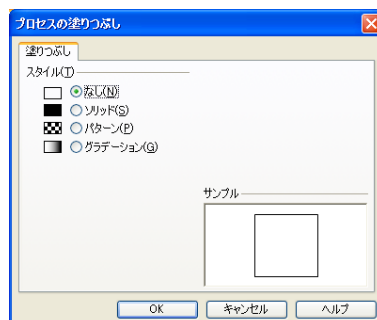 プロセスの塗りつぶし
塗りつぶし
スタイル(T)
なし(N)
ソリッド(S)
パターン(P)
グラデーション(G)
サンプル
OK キャンセル ヘルプ